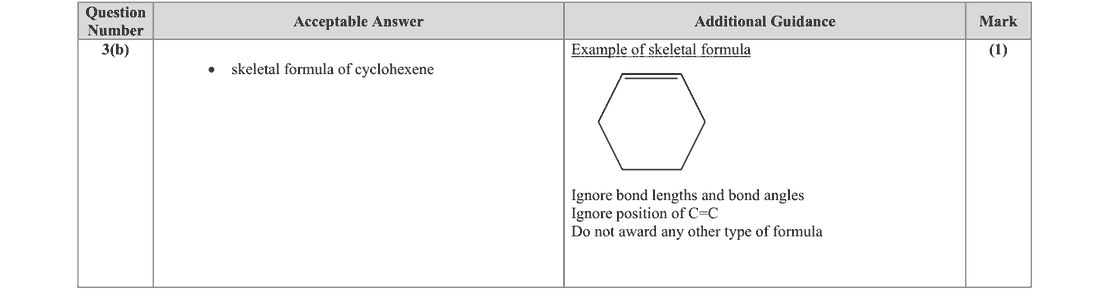 Question Number
Acceptable Answer
Additional Guidance
Mark
3(b)
• skeletal formula of cyclohexene
Example of skeletal formula
(1)
Ignore bond lengths and bond angles
Ignore position of C=C
Do not award any other type of formula